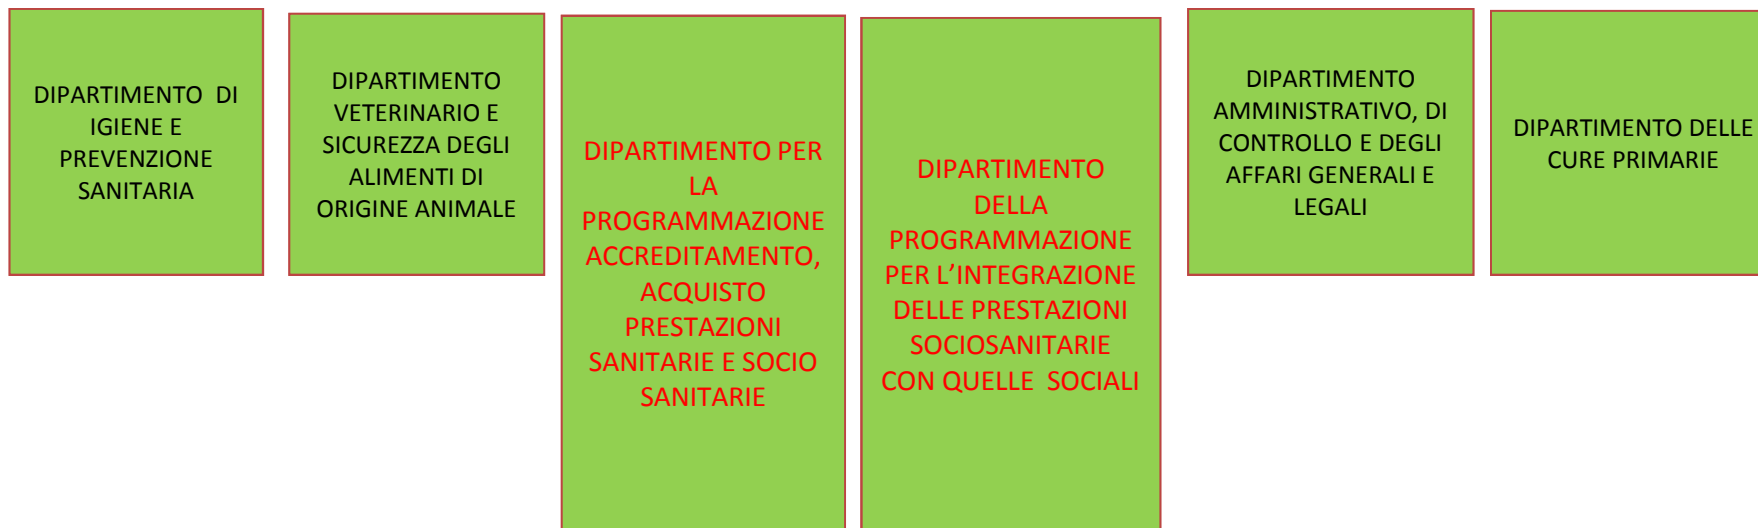 DIPARTIMENTO  DI
IGIENE E
PREVENZIONE
SANITARIA
DIPARTIMENTO
VETERINARIO E
SICUREZZA DEGLI
ALIMENTI DI
ORIGINE ANIMALE
DIPARTIMENTO PER
LA
PROGRAMMAZIONE
ACCREDITAMENTO,
ACQUISTO
PRESTAZIONI
SANITARIE E SOCIO
SANITARIE
DIPARTIMENTO
DELLA
PROGRAMMAZIONE
PER L’INTEGRAZIONE
DELLE PRESTAZIONI
SOCIOSANITARIE
CON QUELLE  SOCIALI
DIPARTIMENTO
AMMINISTRATIVO, DI
CONTROLLO E DEGLI
AFFARI GENERALI E
LEGALI
DIPARTIMENTO DELLE
CURE PRIMARIE